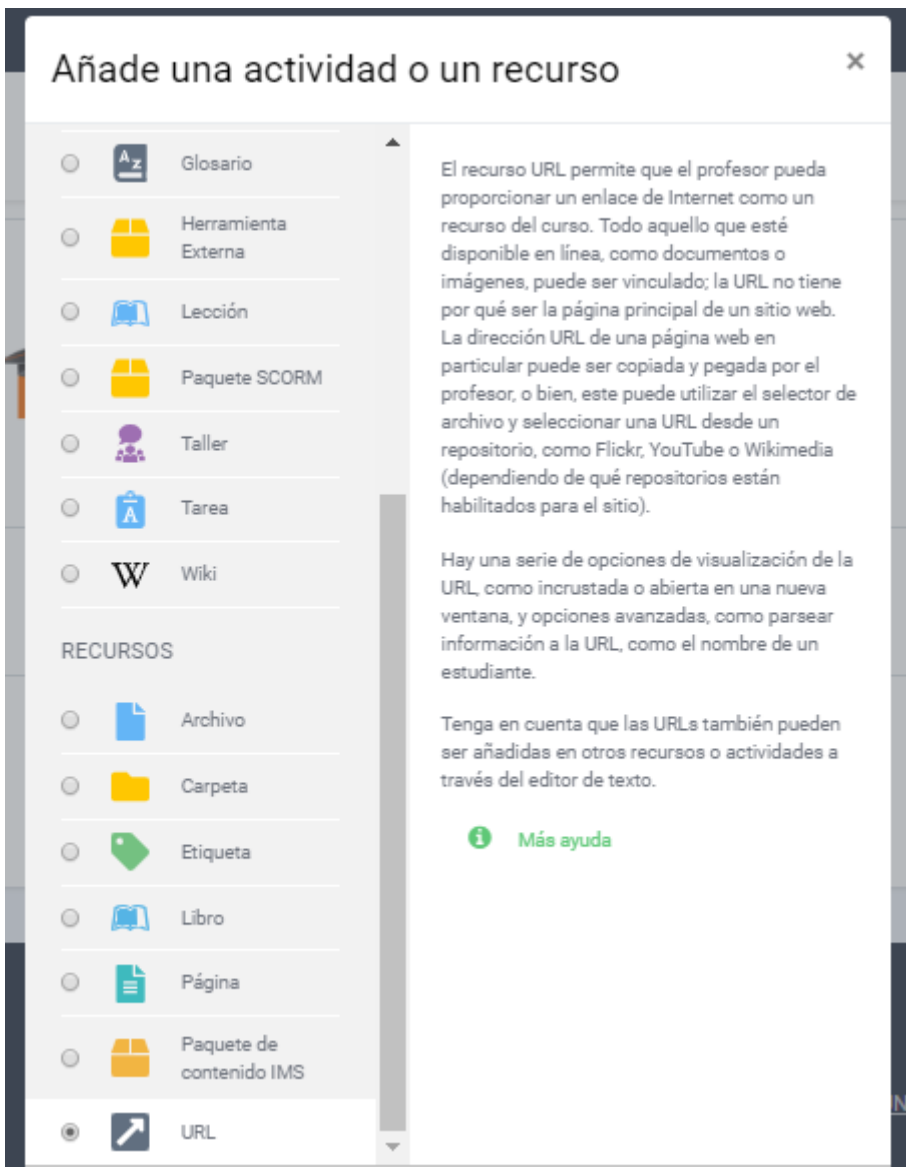 Añade una actividad o un recurso
×
Glosario
Herramienta
Externa
Lección
Paquete SCORM
Taller
Tarea
Wiki
RECURSOS
Archivo
Carpeta
Etiqueta
Libro
Página
Paquete de
contenido IMS
URL
El recurso URL permite que el profesor pueda
proporcionar un enlace de Internet como un
recurso del curso. Todo aquello que esté
disponible en línea, como documentos o
imágenes, puede ser vinculado; la URL no tiene
por qué ser la página principal de un sitio web.
La dirección URL de una página web en
particular puede ser copiada y pegada por el
profesor, o bien, este puede utilizar el selector de
archivo y seleccionar una URL desde un
repositorio, como Flickr, YouTube o Wikimedia
(dependiendo de qué repositorios están
habilitados para el sitio).
Hay una serie de opciones de visualización de la
URL, como incrustada o abierta en una nueva
ventana, y opciones avanzadas, como parsear
información a la URL, como el nombre de un
estudiante.
Tenga en cuenta que las URLs también pueden
ser añadidas en otros recursos o actividades a
través del editor de texto.
Más ayuda